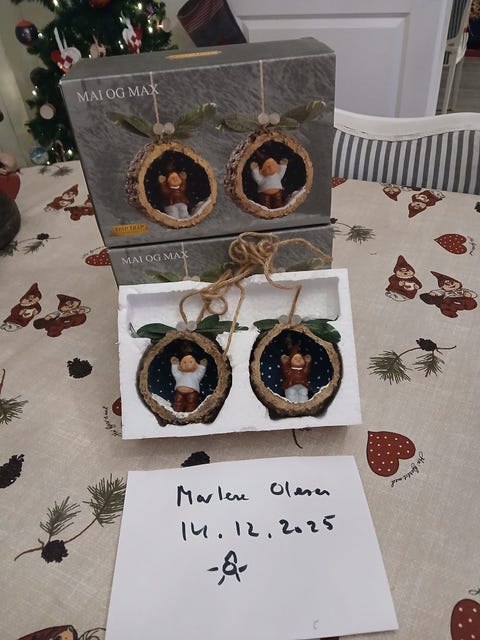 MAI OG MAX
MAI OG MAX
Marlene Olesen
14.12.2025